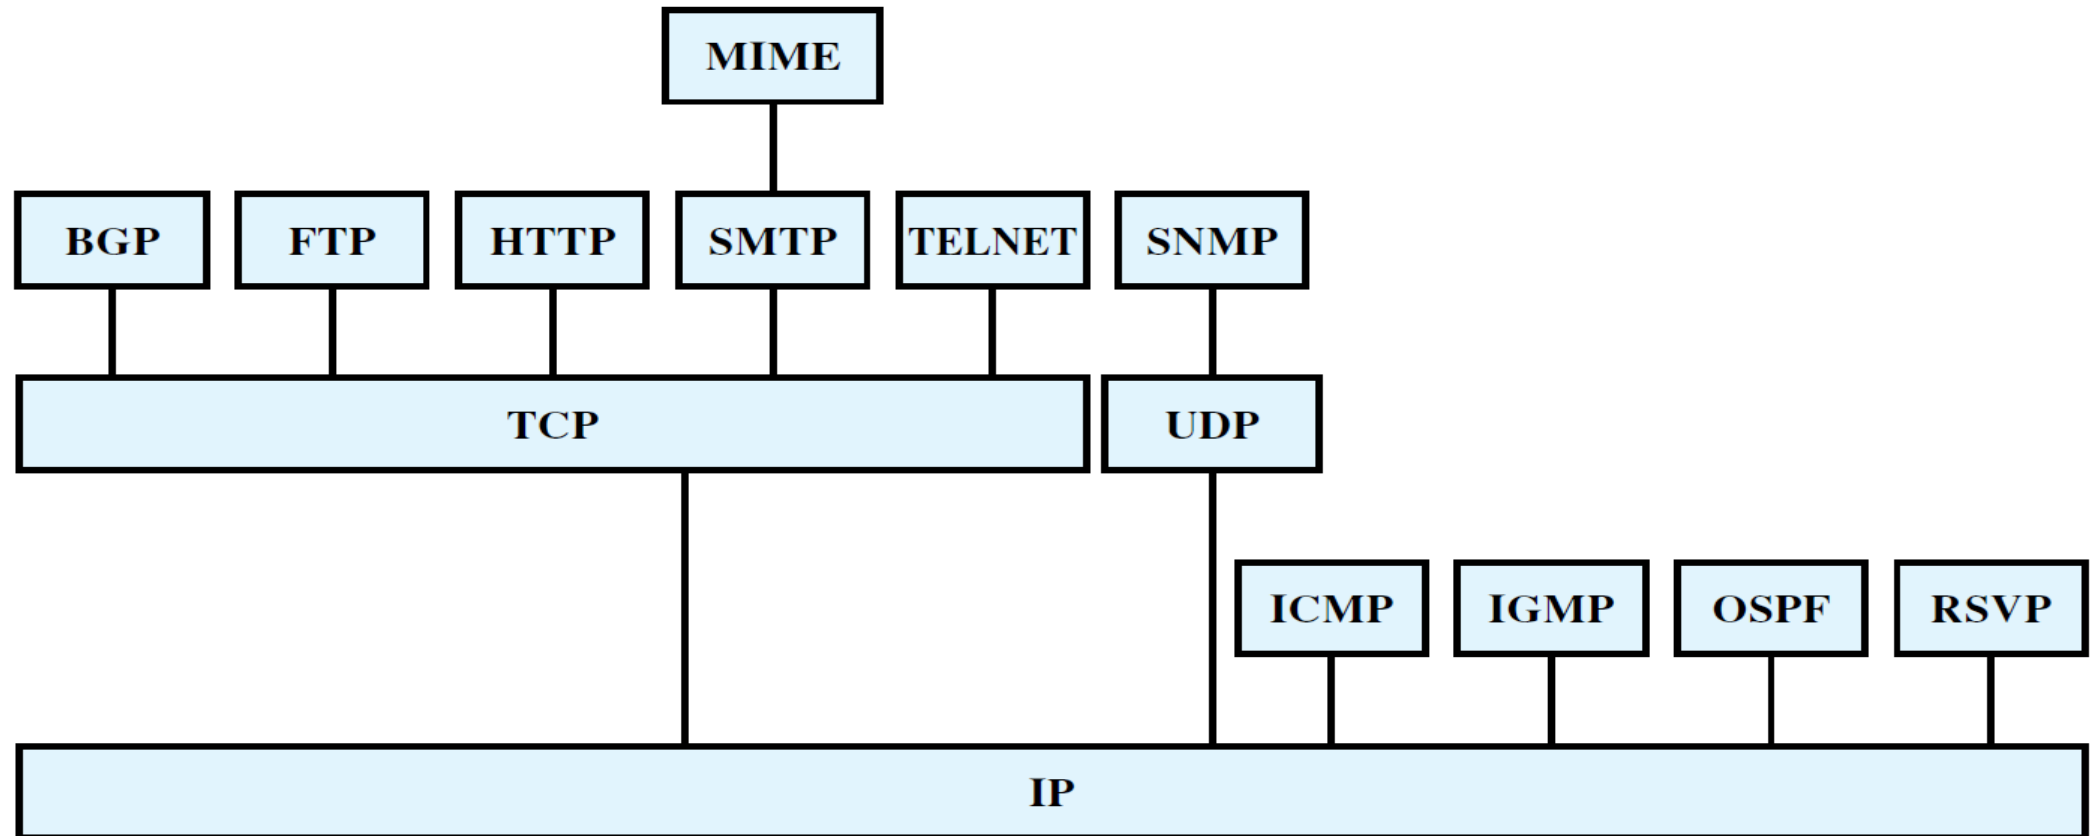 MIME
BGP
FTP
HTTP
SMTP
TELNET
SNMP
TCP
UDP
ICMP
IGMP
OSPF
RSVP
IP